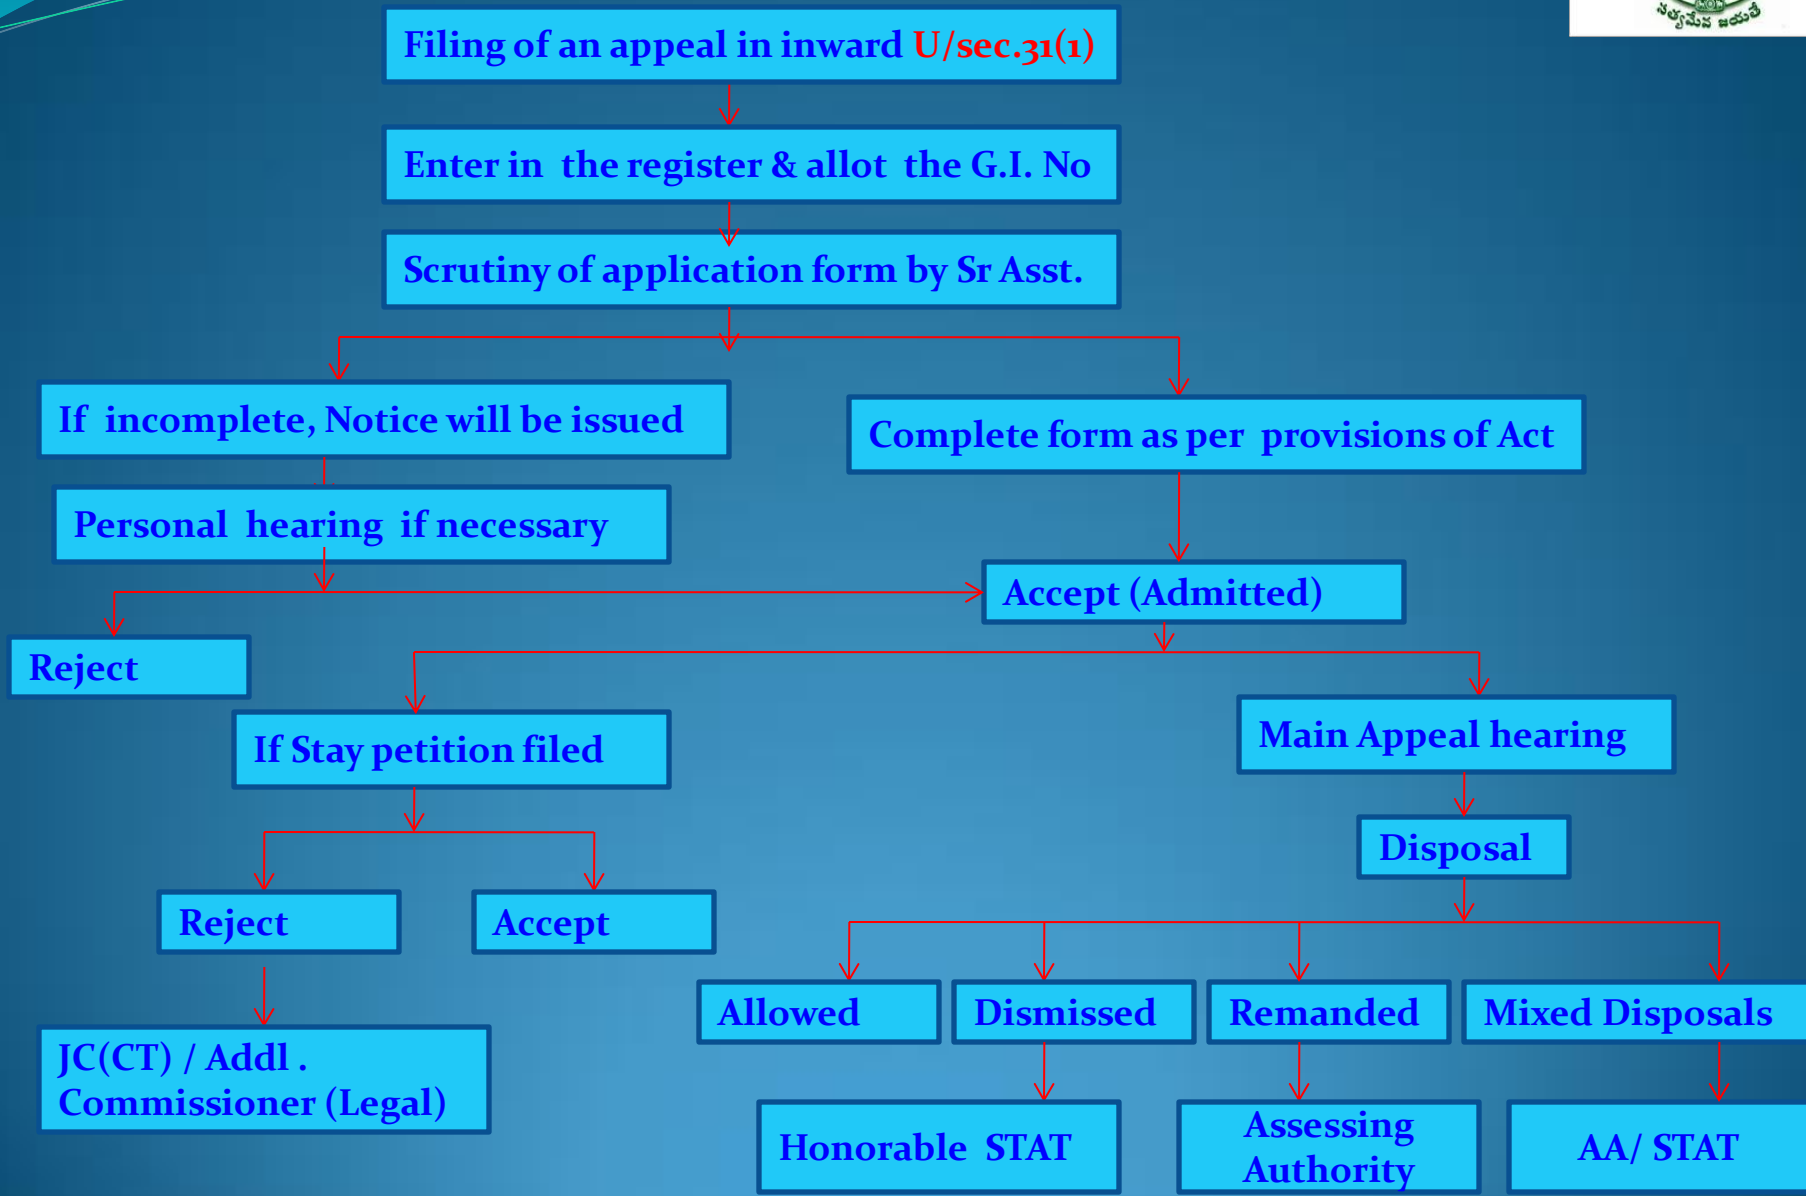 సత్యమేవ జయతే
Filing of an appeal in inward U/sec.31(1)
Enter in the register & allot the G.I. No
Scrutiny of application form by Sr Asst.
If incomplete, Notice will be issued
Complete form as per provisions of Act
Personal hearing if necessary
Accept (Admitted)
Reject
If Stay petition filed
Main Appeal hearing
Disposal
Reject
Accept
Allowed
Dismissed
Remanded
Mixed Disposals
JC(CT) / Addl .
Commissioner (Legal)
Honorable STAT
Assessing
Authority
AA/ STAT